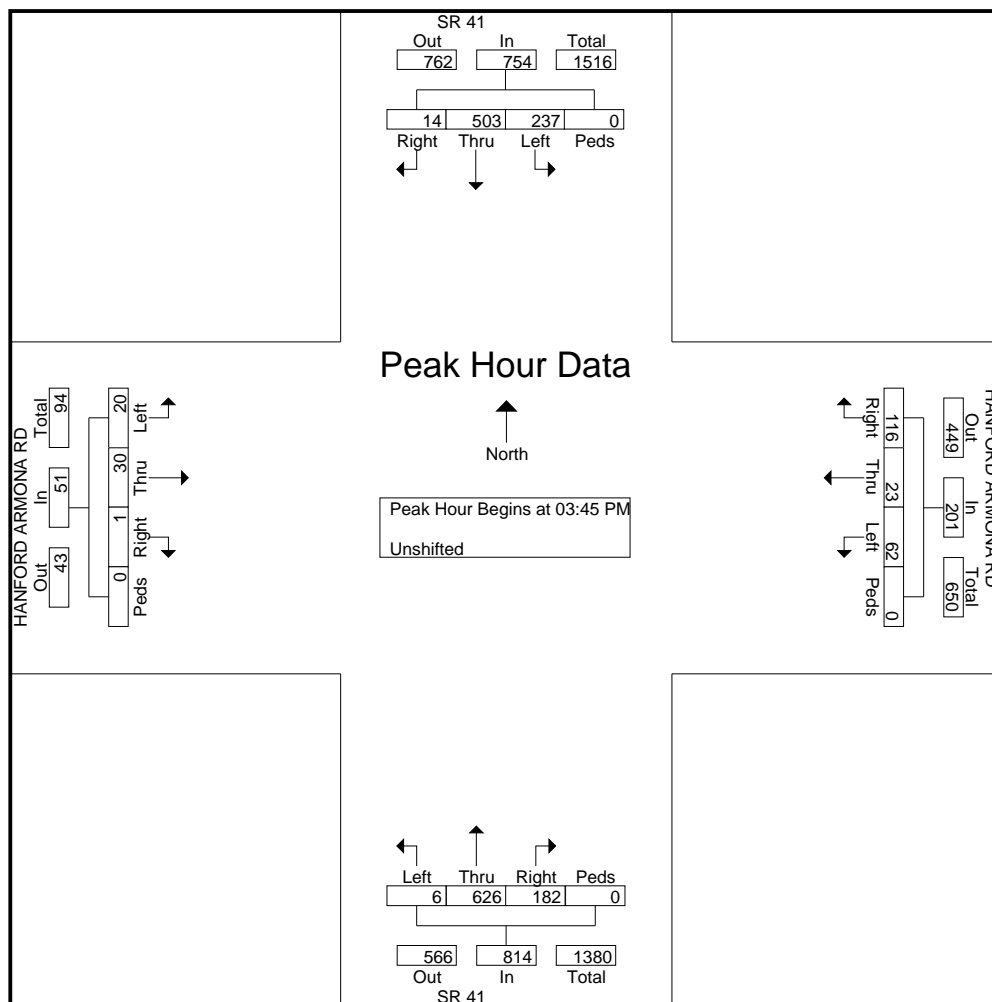 SR 41
Out In Total
762 754 1516
14 503 237 0
Right Thru Left Peds
Peak Hour Data
North
Peak Hour Begins at 03:45 PM
Unshifted
HANFORD ARMONA RD
Total In Out
94 51 43
20 30 1 0
Left Thru Right Peds
HANFORD ARMONA RD
Out In Total
449 201 650
116 23 62 0
Right Thru Left Peds
Left Thru Right Peds
6 626 182 0
566 814 1380
Out In Total
SR 41